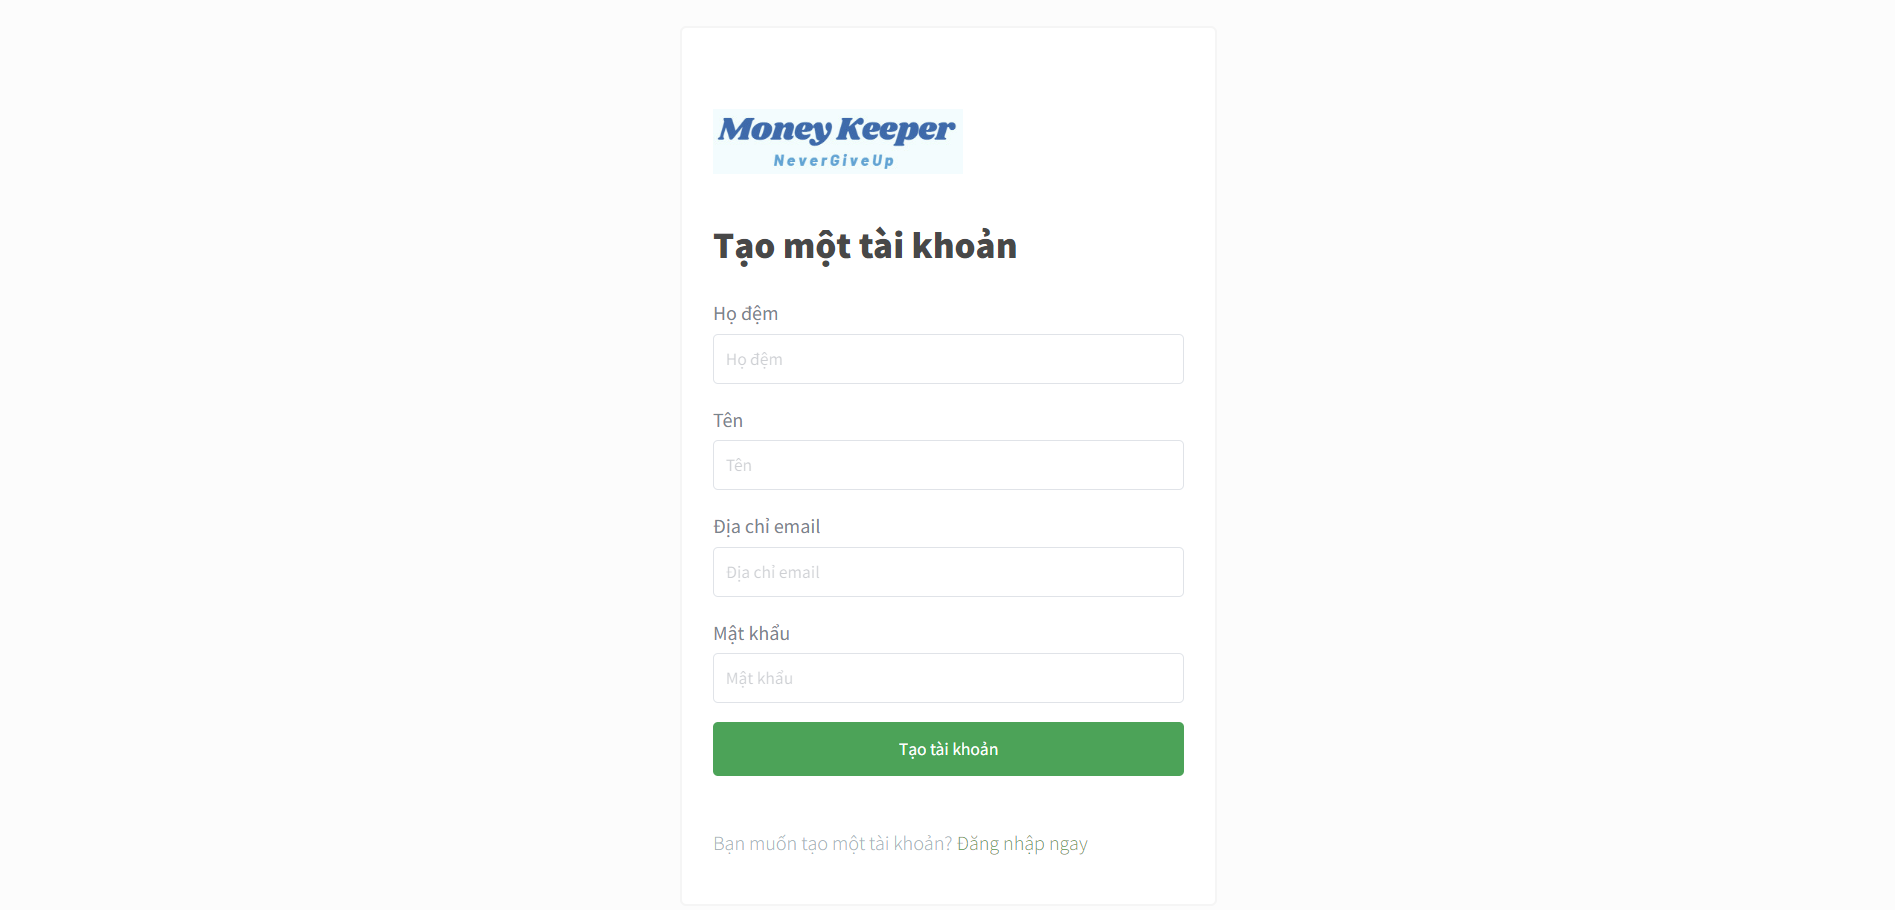 Money Keeper
NeverGiveUp
Tạo một tài khoản
Họ đệm
Họ đệm
Tên
Tên
Địa chỉ email
Địa chỉ email
Mật khẩu
Mật khẩu
Tạo tài khoản
Bạn muốn tạo một tài khoản? Đăng nhập ngay